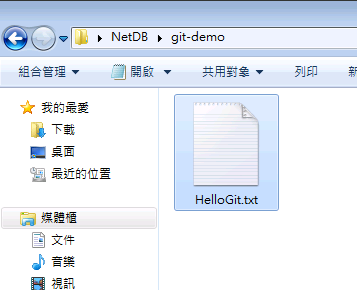 NetDB ▸ git-demo
組合管理 ▾ 開啟 ▾ 共用對象 ▾ 列印
我的最愛
下載
桌面
最近的位置
媒體櫃
文件
音樂
視訊
HelloGit.txt